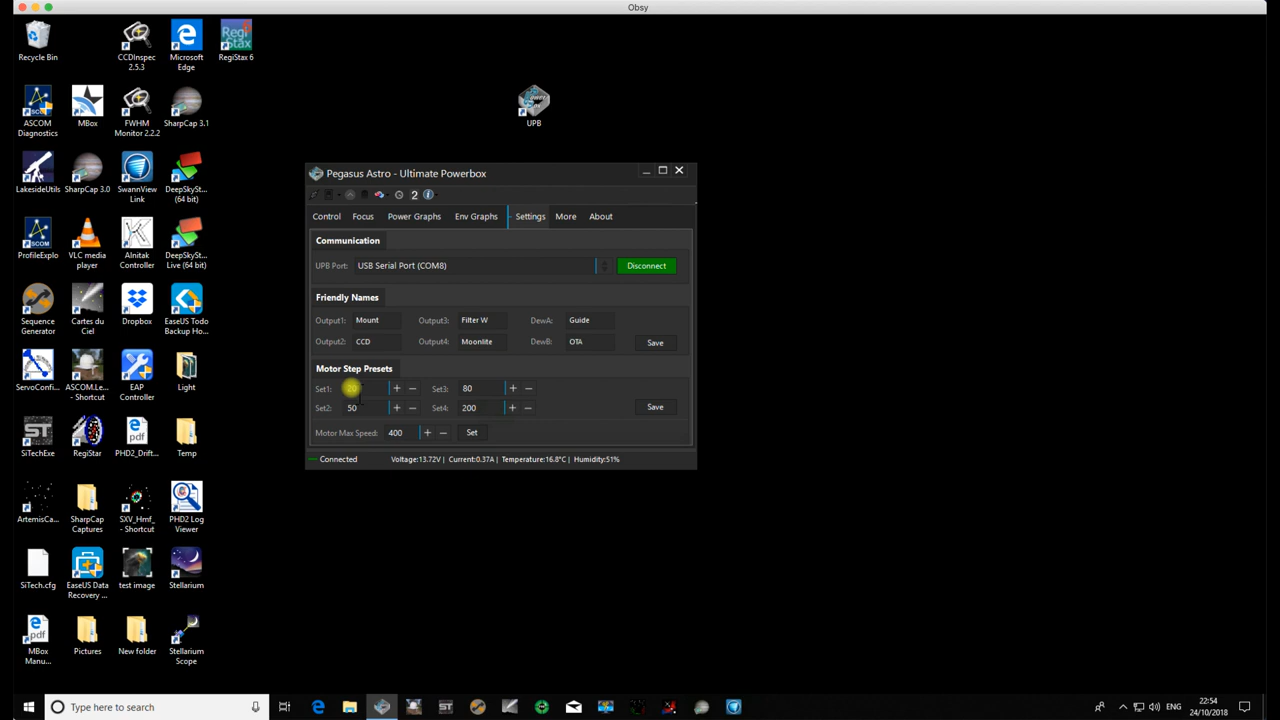 Obsy
Recycle Bin
CCDInspec 2.5.3
Microsoft Edge
RegiStax 6
ASCOM Diagnostics
MBox
FWHM Monitor 2.2.2
SharpCap 3.1
UPB
LakesideUtils
SharpCap 3.0
SwannView Link
DeepSkySt... (64 bit)
ProfileExplo
VLC media player
Alnitak Controller
DeepSkySt... Live (64 bit)
Sequence Generator
Cartes du Ciel
Dropbox
EaseUS Todo Backup Ho...
ServoConfi...
ASCOM.Le... - Shortcut
EAP Controller
Light
SiTechExe
RegiStar
PHD2_Drift...
Temp
ArtemisCa...
SharpCap Captures
SXV_Hmf_ - Shortcut
PHD2 Log Viewer
SiTech.cfg
EaseUS Data Recovery ...
test image
Stellarium
MBox Manu...
Pictures
New folder
Stellarium Scope
Pegasus Astro - Ultimate Powerbox
2
Control Focus Power Graphs Env Graphs Settings More About
Communication
UPB Port: USB Serial Port (COM8) Disconnect
Friendly Names
Output1: Mount Output3: Filter W DewA: Guide
Output2: CCD Output4: Moonlite DewB: OTA Save
Motor Step Presets
Set1: + − Set3: 80 + −
Set2: 50 + − Set4: 200 + − Save
Motor Max Speed: 400 + − Set
Connected Voltage:13.72V | Current:0.37A | Temperature:16.8°C | Humidity:51%
Type here to search
ENG
22:54
24/10/2018